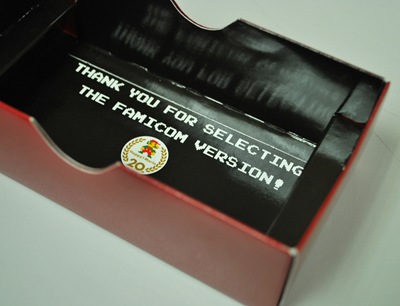 THANK YOU FOR SELECTING
THE FAMICOM VERSION!
20